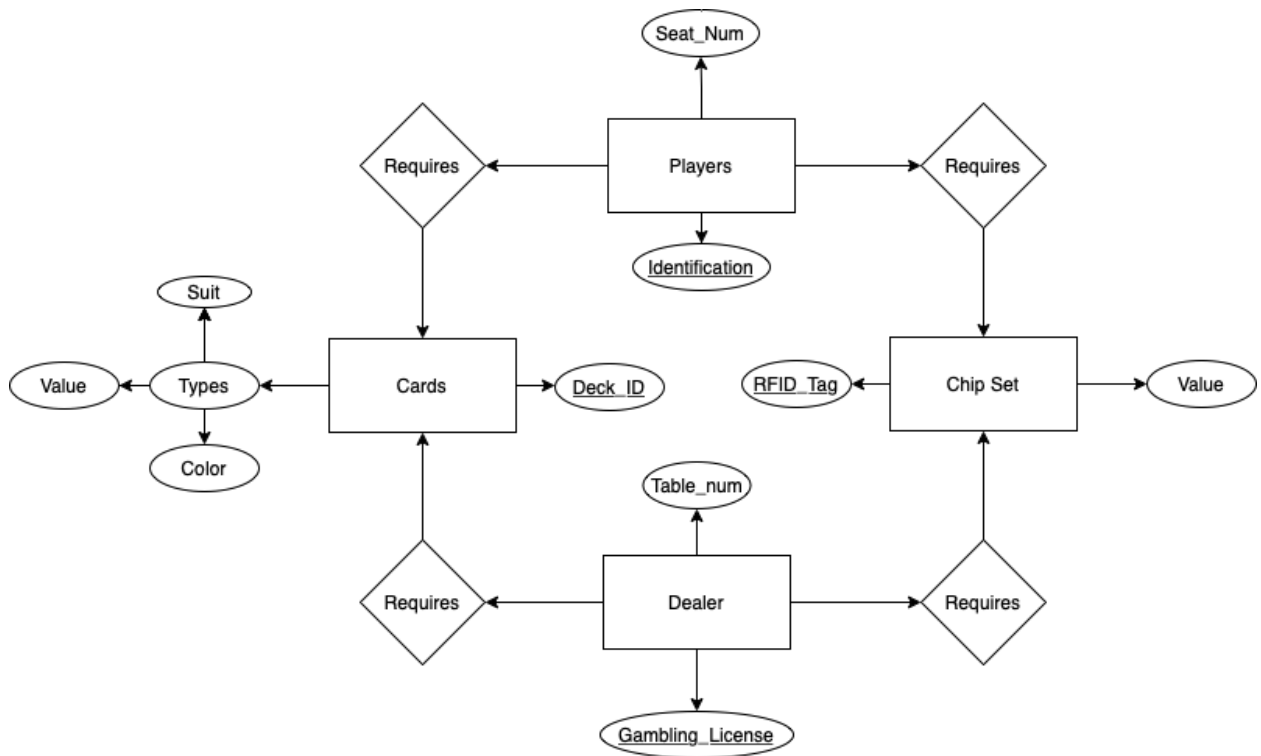 Seat_Num
Requires
Players
Requires
Identification
Suit
Value
Types
Cards
Deck_ID
RFID_Tag
Chip Set
Value
Color
Table_num
Requires
Dealer
Requires
Gambling_License